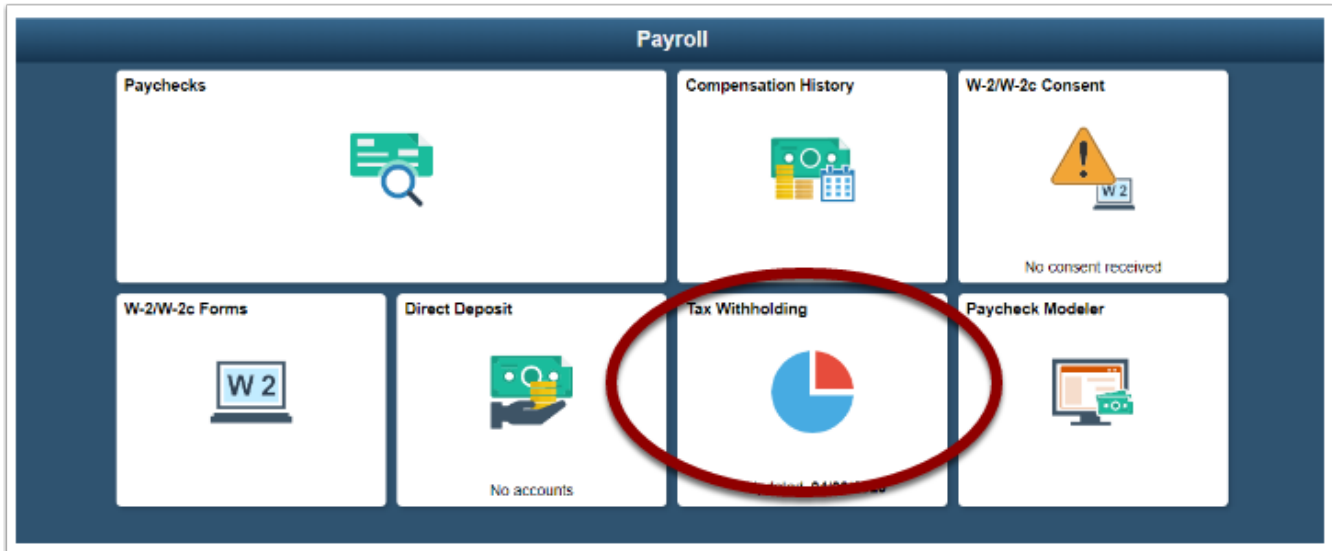 Payroll
Paychecks
Compensation History
W-2/W-2c Consent
W 2
No consent received
W-2/W-2c Forms
W 2
Direct Deposit
No accounts
Tax Withholding
Paycheck Modeler